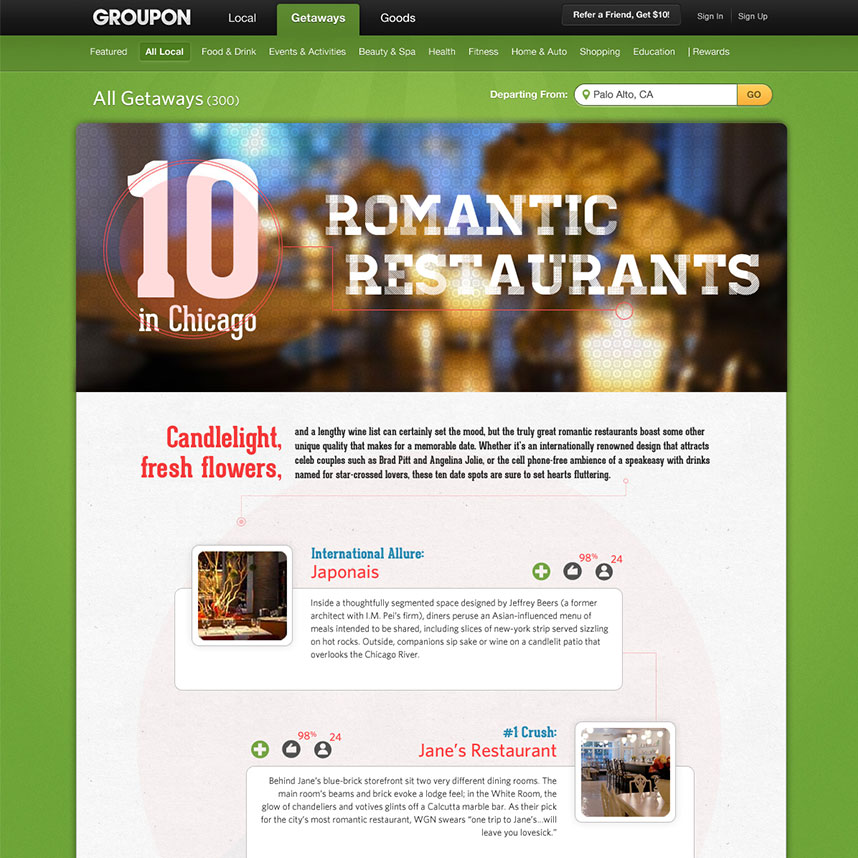 GROUPON Local Getaways Goods Refer a Friend, Get $10! Sign In Sign Up
Featured All Local Food & Drink Events & Activities Beauty & Spa Health Fitness Home & Auto Shopping Education | Rewards
All Getaways (300) Departing From: Palo Alto, CA GO
10
in Chicago
ROMANTIC
RESTAURANTS
Candlelight,
fresh flowers,
and a lengthy wine list can certainly set the mood, but the truly great romantic restaurants boast some other
unique quality that makes for a memorable date. Whether it's an internationally renowned design that attracts
celeb couples such as Brad Pitt and Angelina Jolie, or the cell phone-free ambience of a speakeasy with drinks
named for star-crossed lovers, these ten date spots are sure to set hearts fluttering.
International Allure:
Japonais
98% 24
Inside a thoughtfully segmented space designed by Jeffrey Beers (a former
architect with I.M. Pei's firm), diners peruse an Asian-influenced menu of
meals intended to be shared, including slices of new-york strip served sizzling
on hot rocks. Outside, companions sip sake or wine on a candlelit patio that
overlooks the Chicago River.
98% 24
#1 Crush:
Jane's Restaurant
Behind Jane's blue-brick storefront sit two very different dining rooms. The
main room's beams and brick evoke a lodge feel; in the White Room, the
glow of chandeliers and votives glints off a Calcutta marble bar. As their pick
for the city's most romantic restaurant, WGN swears "one trip to Jane's...will
leave you lovesick."